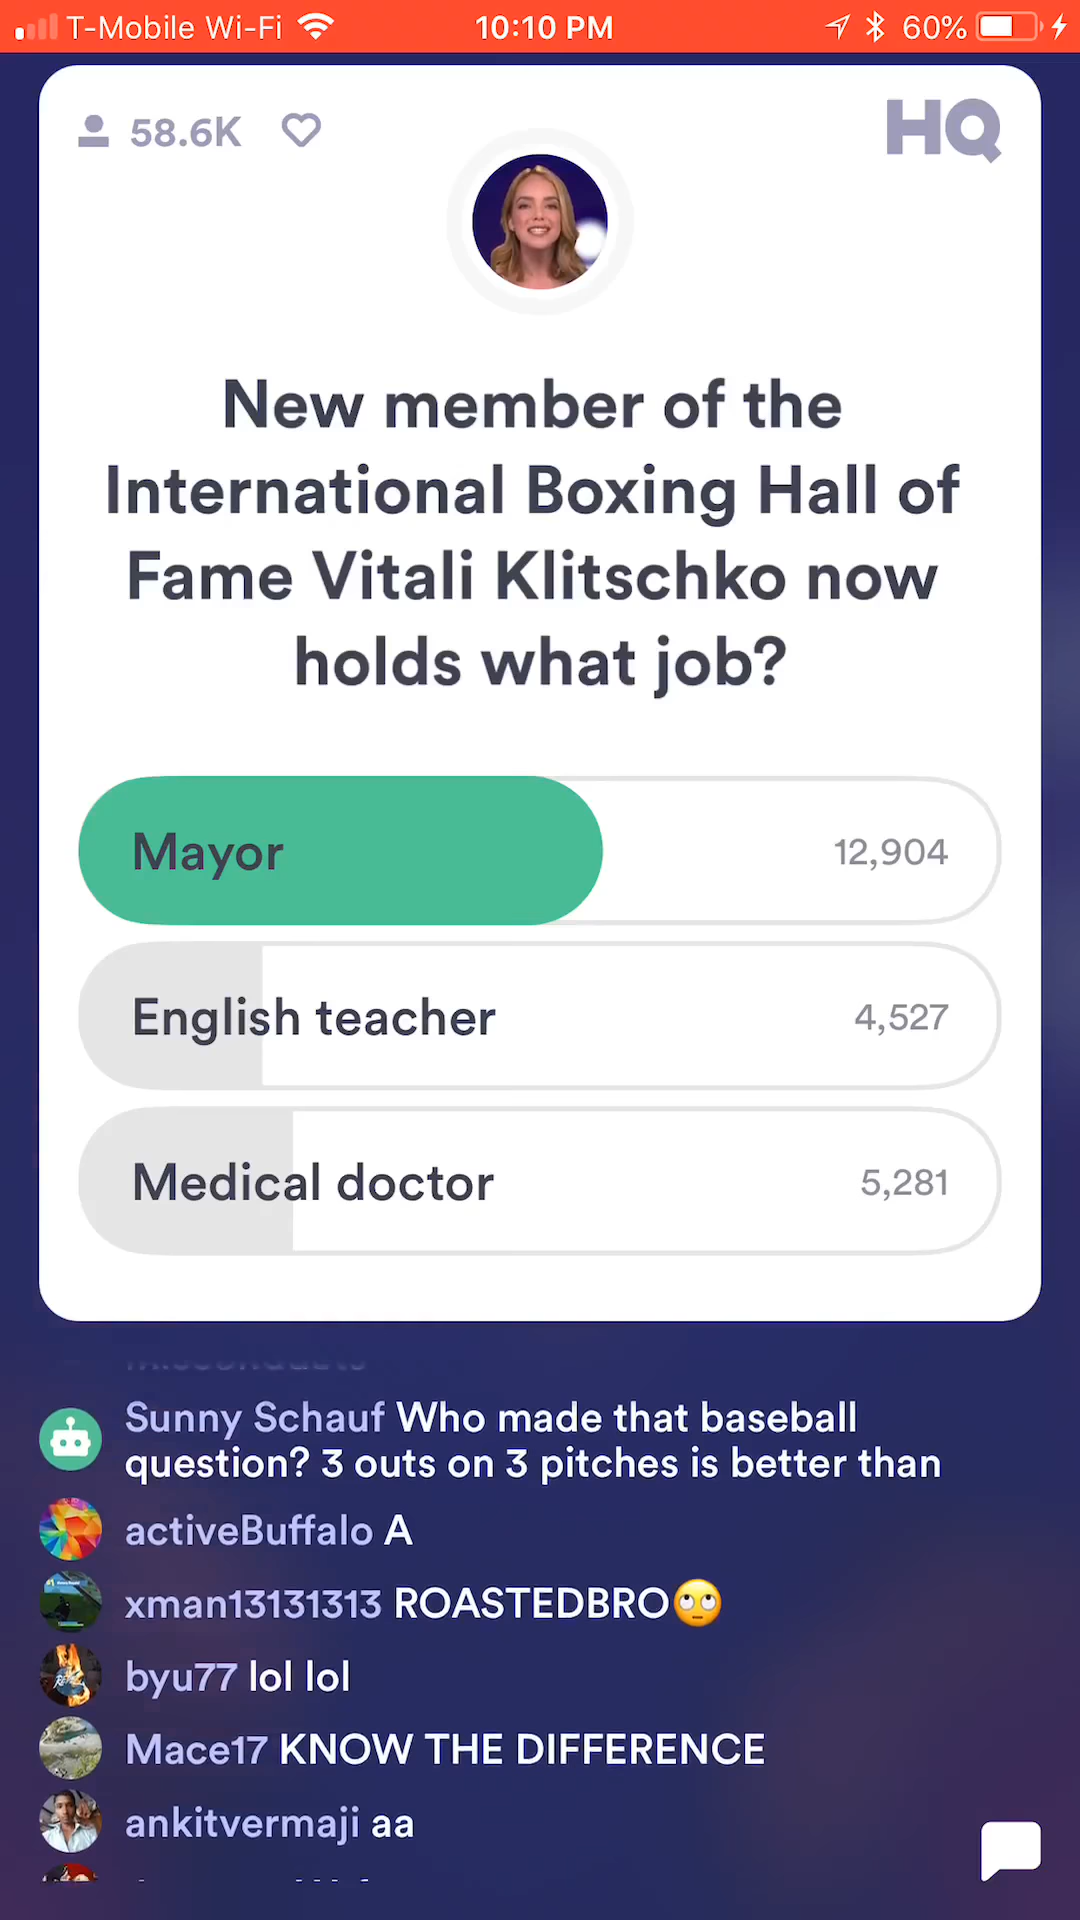 T-Mobile Wi-Fi 10:10 PM 60%
58.6K HQ
New member of the
International Boxing Hall of
Fame Vitali Klitschko now
holds what job?
Mayor 12,904
English teacher 4,527
Medical doctor 5,281
Sunny Schauf Who made that baseball
question? 3 outs on 3 pitches is better than
activeBuffalo A
xman13131313 ROASTEDBRO🙄
byu77 lol lol
Mace17 KNOW THE DIFFERENCE
ankitvermaji aa